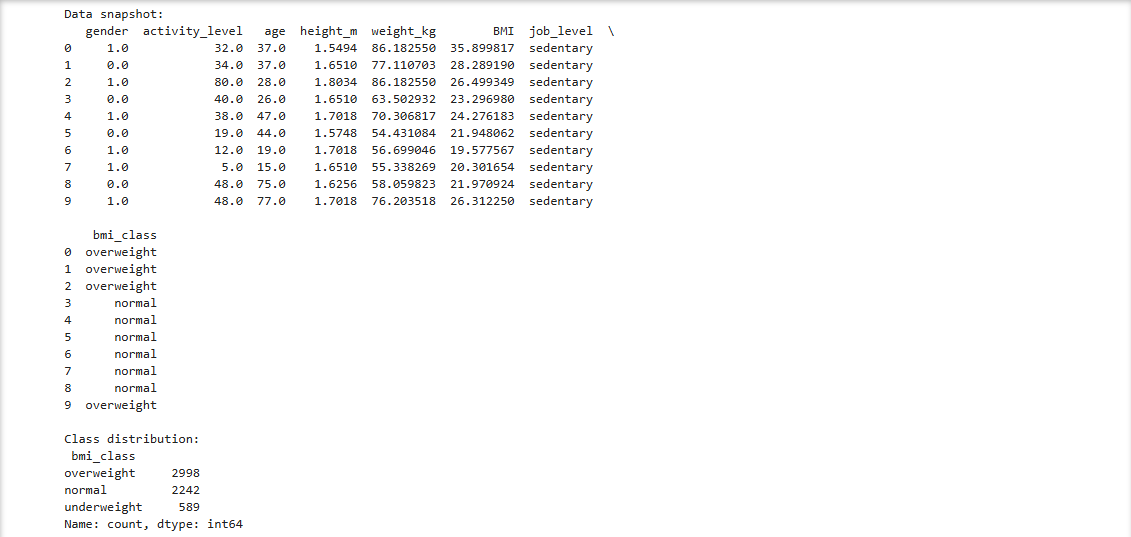 Data snapshot:
   gender  activity_level   age  height_m  weight_kg        BMI  job_level  \
0     1.0            32.0  37.0    1.5494  86.182550  35.899817  sedentary
1     0.0            34.0  37.0    1.6510  77.110703  28.289190  sedentary
2     1.0            80.0  28.0    1.8034  86.182550  26.499349  sedentary
3     0.0            40.0  26.0    1.6510  63.502932  23.296980  sedentary
4     1.0            38.0  47.0    1.7018  70.306817  24.276183  sedentary
5     0.0            19.0  44.0    1.5748  54.431084  21.948062  sedentary
6     1.0            12.0  19.0    1.7018  56.699046  19.577567  sedentary
7     1.0             5.0  15.0    1.6510  55.338269  20.301654  sedentary
8     0.0            48.0  75.0    1.6256  58.059823  21.970924  sedentary
9     1.0            48.0  77.0    1.7018  76.203518  26.312250  sedentary
    bmi_class
0  overweight
1  overweight
2  overweight
3      normal
4      normal
5      normal
6      normal
7      normal
8      normal
9  overweight
Class distribution:
 bmi_class
overweight     2998
normal         2242
underweight     589
Name: count, dtype: int64